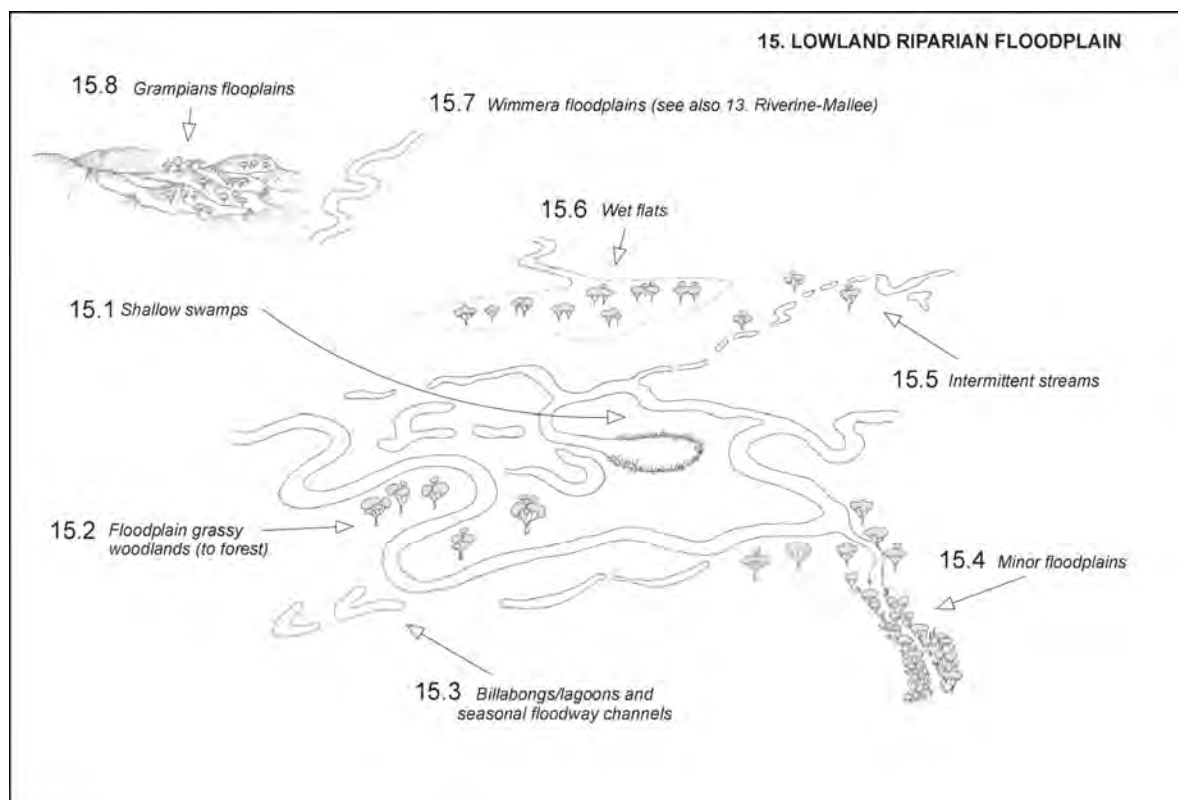 15. LOWLAND RIPARIAN FLOODPLAIN
15.8 Grampians flooplains
15.7 Wimmera floodplains (see also 13. Riverine-Mallee)
15.6 Wet flats
15.1 Shallow swamps
15.5 Intermittent streams
15.2 Floodplain grassy
woodlands (to forest)
15.4 Minor floodplains
15.3 Billabongs/lagoons and
seasonal floodway channels